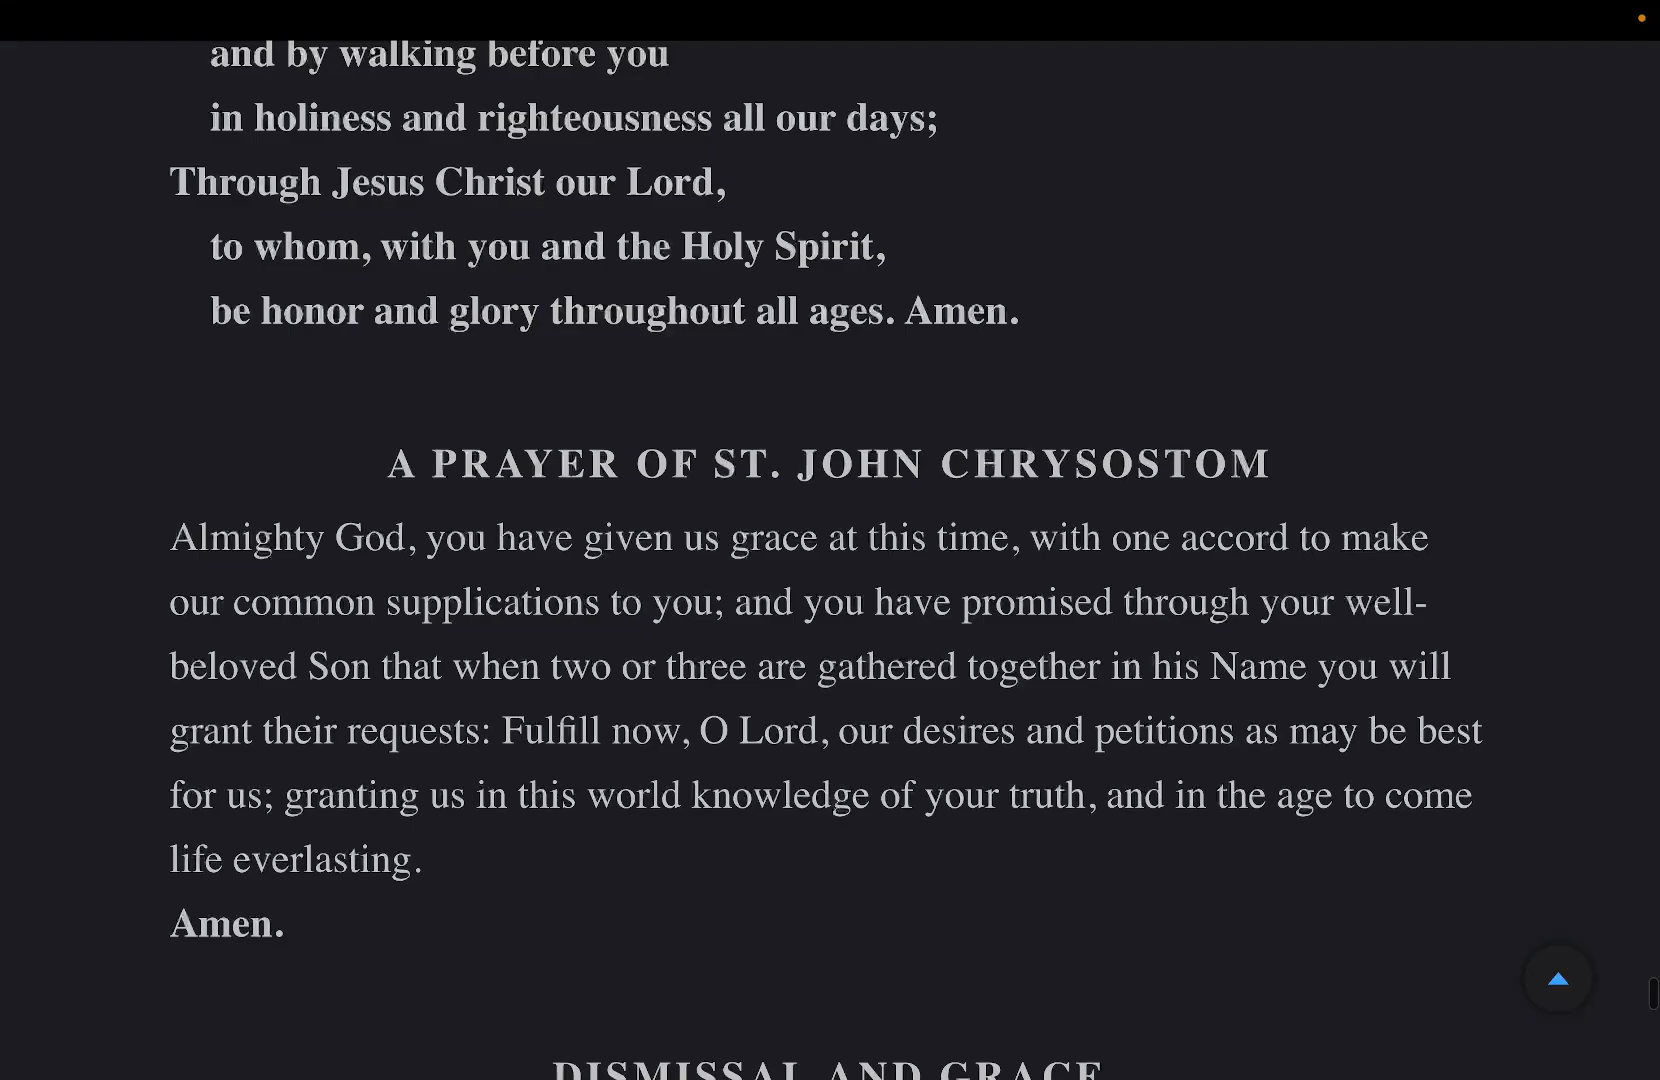 and by walking before you
in holiness and righteousness all our days;
Through Jesus Christ our Lord,
to whom, with you and the Holy Spirit,
be honor and glory throughout all ages. Amen.
A PRAYER OF ST. JOHN CHRYSOSTOM
Almighty God, you have given us grace at this time, with one accord to make
our common supplications to you; and you have promised through your well-
beloved Son that when two or three are gathered together in his Name you will
grant their requests: Fulfill now, O Lord, our desires and petitions as may be best
for us; granting us in this world knowledge of your truth, and in the age to come
life everlasting.
Amen.
DISMISSAL AND GRACE